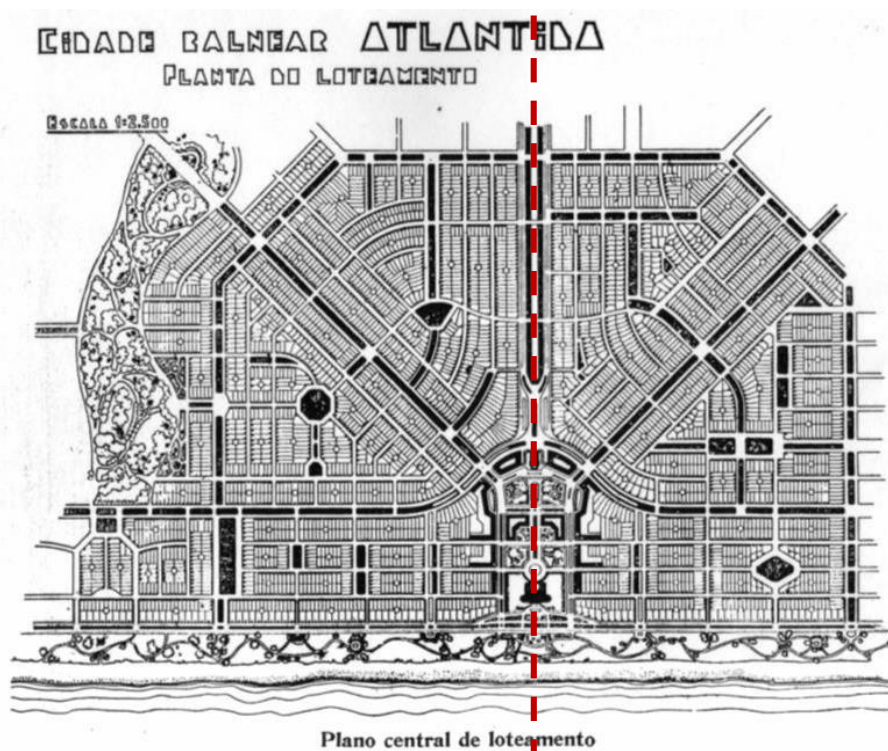 CIDADE BALNEAR ATLANTIDA
PLANTA DO LOTEAMENTO
ESCALA 1:2.500
Plano central de loteamento